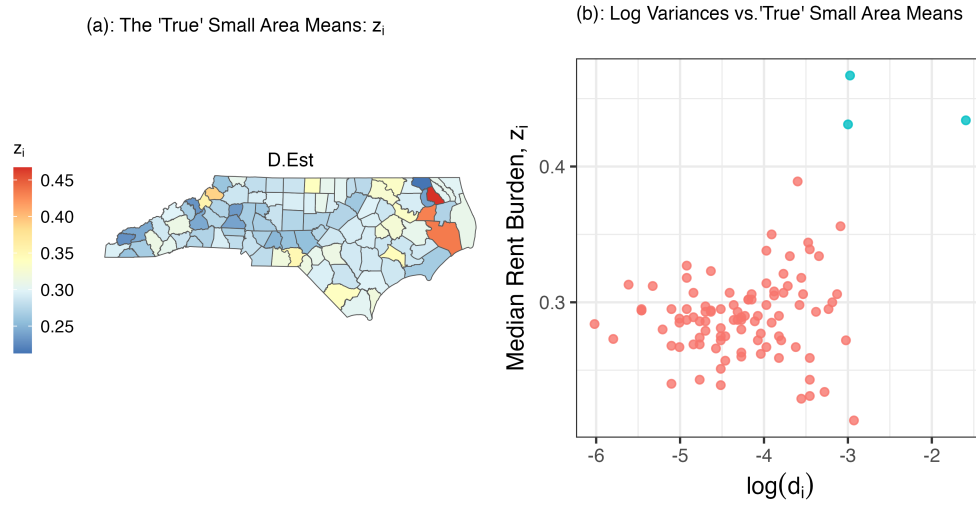 (a): The 'True' Small Area Means: zi
zi
0.45
0.40
0.35
0.30
0.25
D.Est
(b): Log Variances vs.'True' Small Area Means
Median Rent Burden, zi
0.4
0.3
-6 -5 -4 -3 -2
log(di)